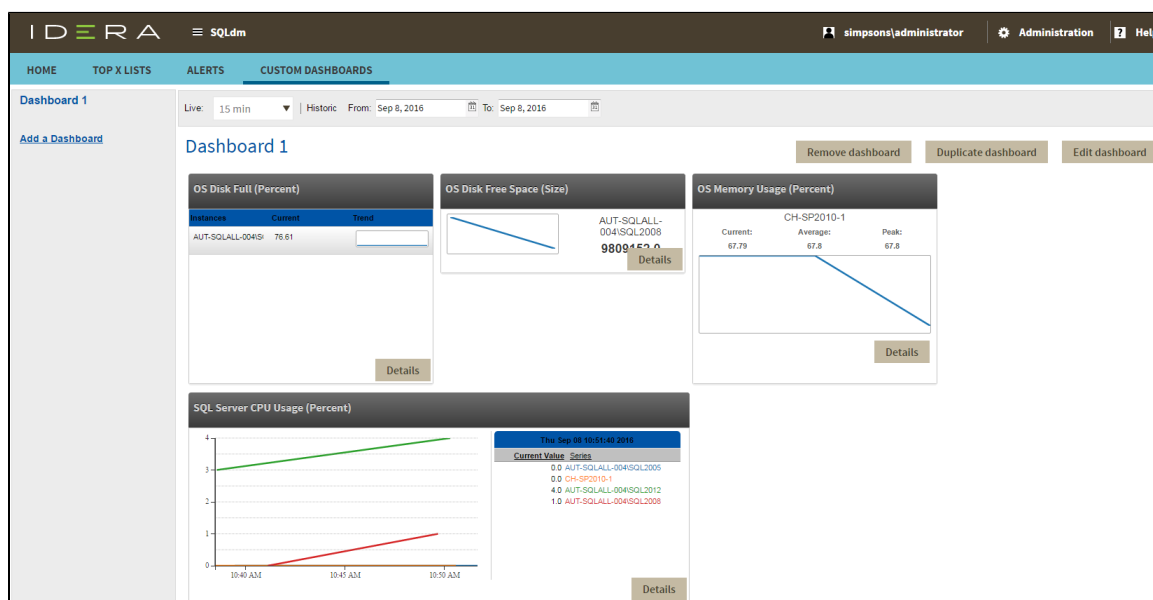 IDERA
SQLdm
simpsons\administrator
Administration
?
HOME
TOP X LISTS
ALERTS
CUSTOM DASHBOARDS
Dashboard 1
Add a Dashboard
Live: 15 min | Historic From: Sep 8, 2016 To: Sep 8, 2016
Dashboard 1
Remove dashboard
Duplicate dashboard
Edit dashboard
OS Disk Full (Percent)
Instances Current Trend
AUT-SQLALL-004\S 76.61
Details
OS Disk Free Space (Size)
AUT-SQLALL-
004\SQL2008
Details
OS Memory Usage (Percent)
CH-SP2010-1
Current: Average: Peak:
67.79 67.8 67.8
Details
SQL Server CPU Usage (Percent)
4
3
2
1
0
10:40 AM 10:45 AM 10:50 AM
Thu Sep 08 10:51:40 2016
Current Value Series
0.0 AUT-SQLALL-004\SQL2005
0.0 CH-SP2010-1
4.0 AUT-SQLALL-004\SQL2012
1.0 AUT-SQLALL-004\SQL2008
Details